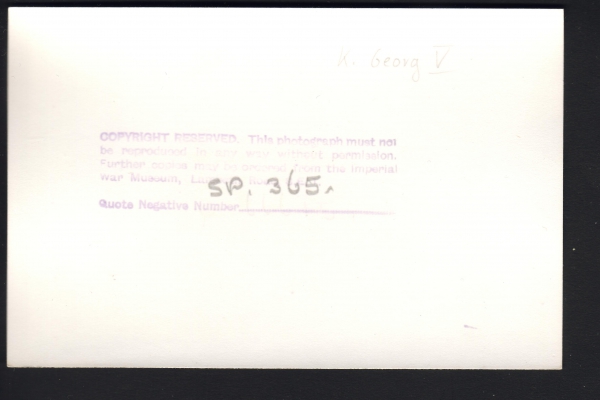 K. Georg V
COPYRIGHT RESERVED. This photograph must not
be reproduced in any way without permission.
Further copies may be ordered from the Imperial
War Museum,
SP. 365.
Quote Negative Number